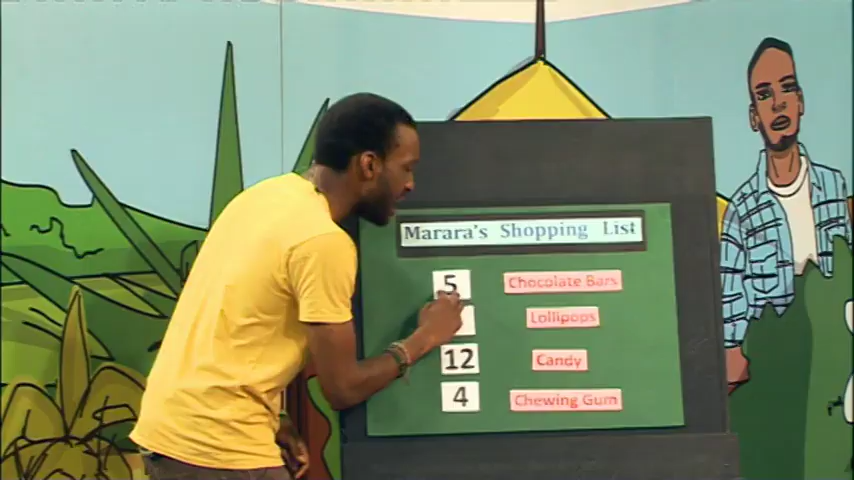 Marara's Shopping List
5 Chocolate Bars
Lollipops
12 Candy
4 Chewing Gum